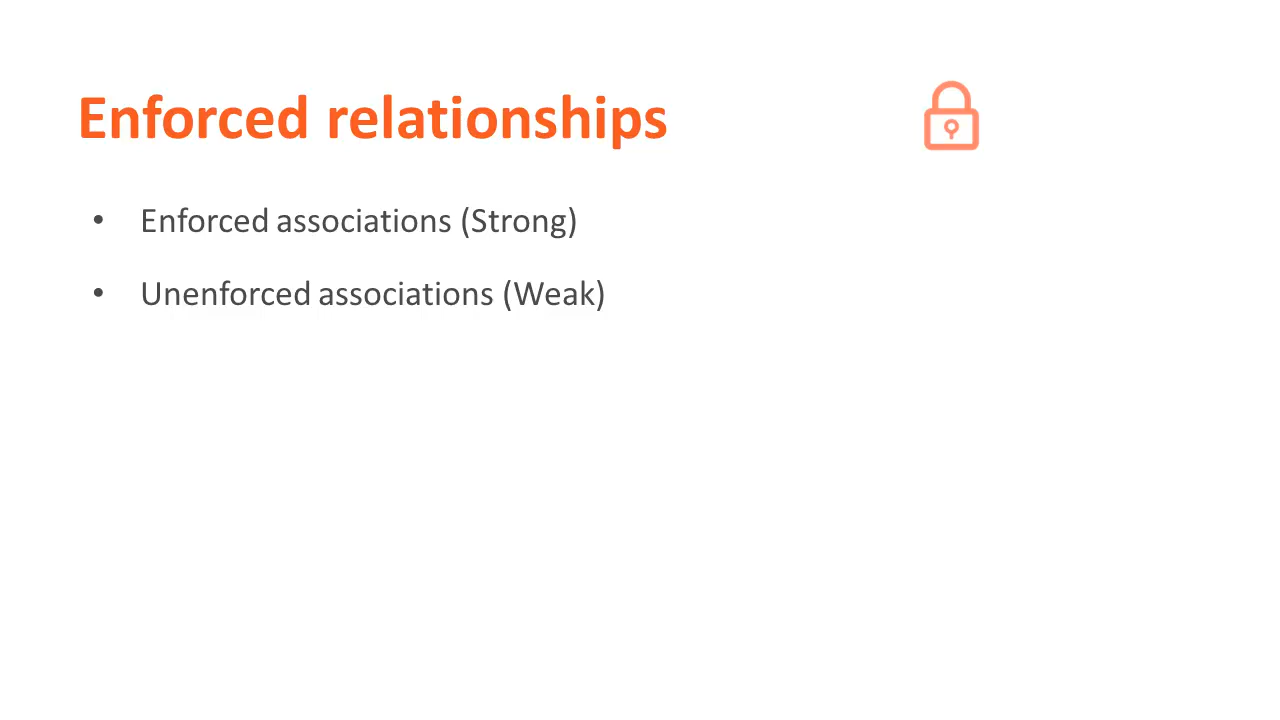 Enforced relationships
• Enforced associations (Strong)
• Unenforced associations (Weak)